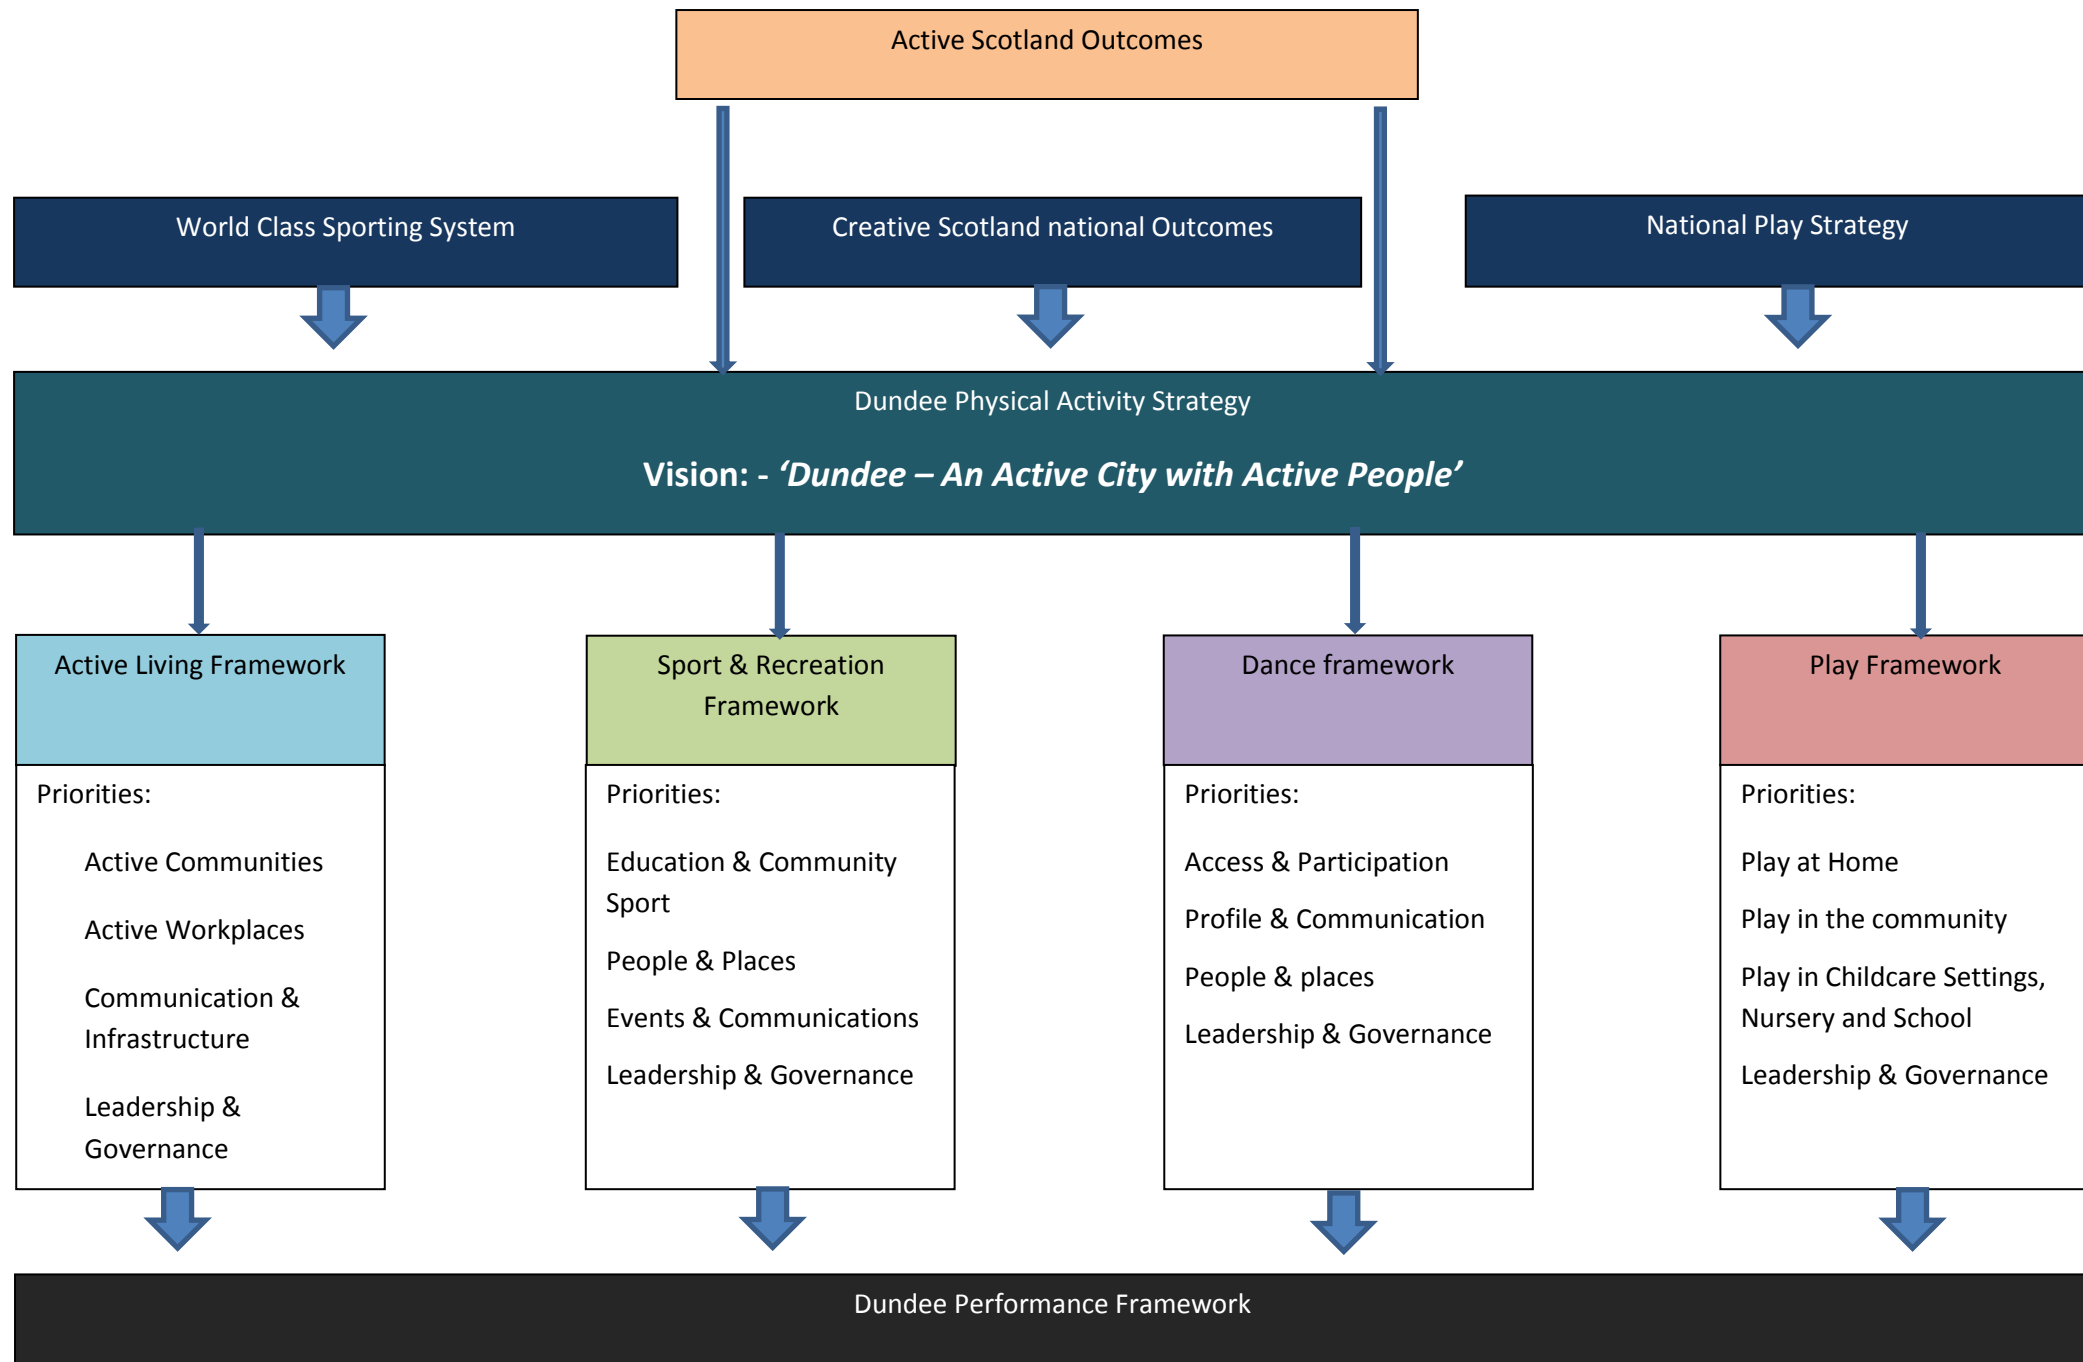 Active Scotland Outcomes
World Class Sporting System
Creative Scotland national Outcomes
National Play Strategy
Dundee Physical Activity Strategy
Vision: - ‘Dundee – An Active City with Active People’
Active Living Framework
Priorities:
Active Communities
Active Workplaces
Communication &
Infrastructure
Leadership &
Governance
Sport & Recreation
Framework
Priorities:
Education & Community
Sport
People & Places
Events & Communications
Leadership & Governance
Dance framework
Priorities:
Access & Participation
Profile & Communication
People & places
Leadership & Governance
Play Framework
Priorities:
Play at Home
Play in the community
Play in Childcare Settings,
Nursery and School
Leadership & Governance
Dundee Performance Framework